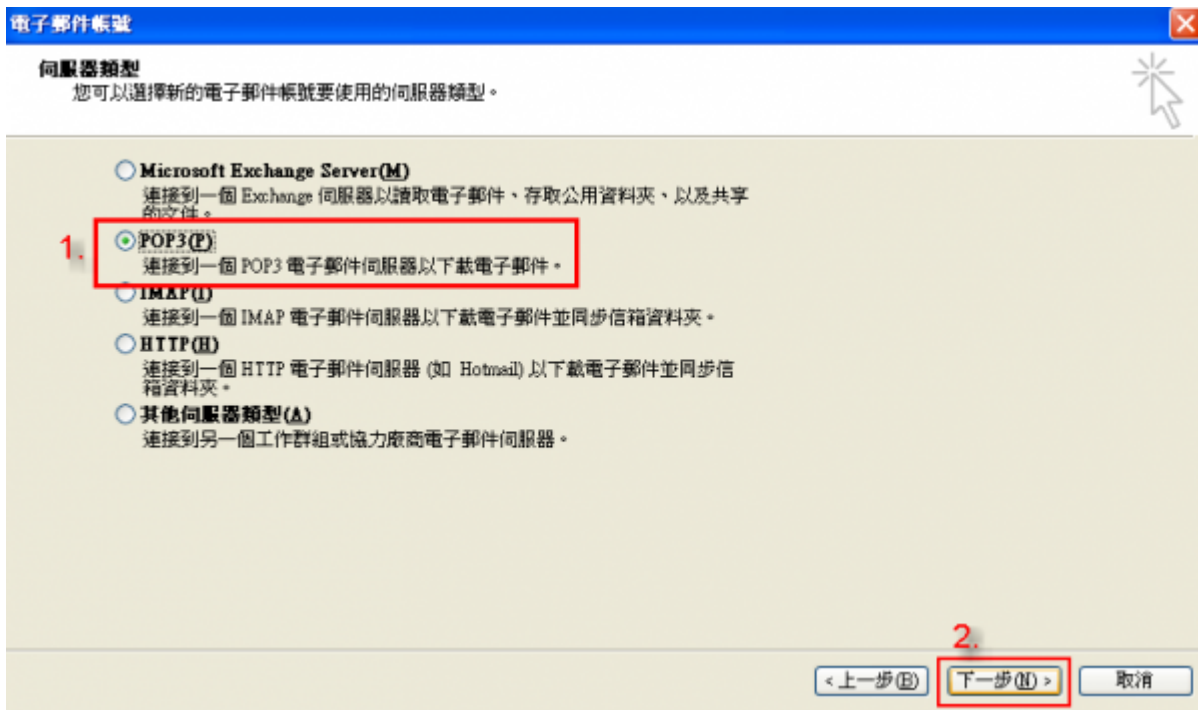 電子郵件帳號
伺服器類型
您可以選擇新的電子郵件帳號要使用的伺服器類型。
Microsoft Exchange Server(M)
連接到一個 Exchange 伺服器以讀取電子郵件、存取公用資料夾、以及共享
的文件。
1.
POP3(P)
連接到一個 POP3 電子郵件伺服器以下載電子郵件。
IMAP(I)
連接到一個 IMAP 電子郵件伺服器以下載電子郵件並同步信箱資料夾。
HTTP(H)
連接到一個 HTTP 電子郵件伺服器 (如 Hotmail) 以下載電子郵件並同步信
箱資料夾。
其他伺服器類型(A)
連接到另一個工作群組或協力廠商電子郵件伺服器。
2.
<上一步(B)
下一步(N) >
取消